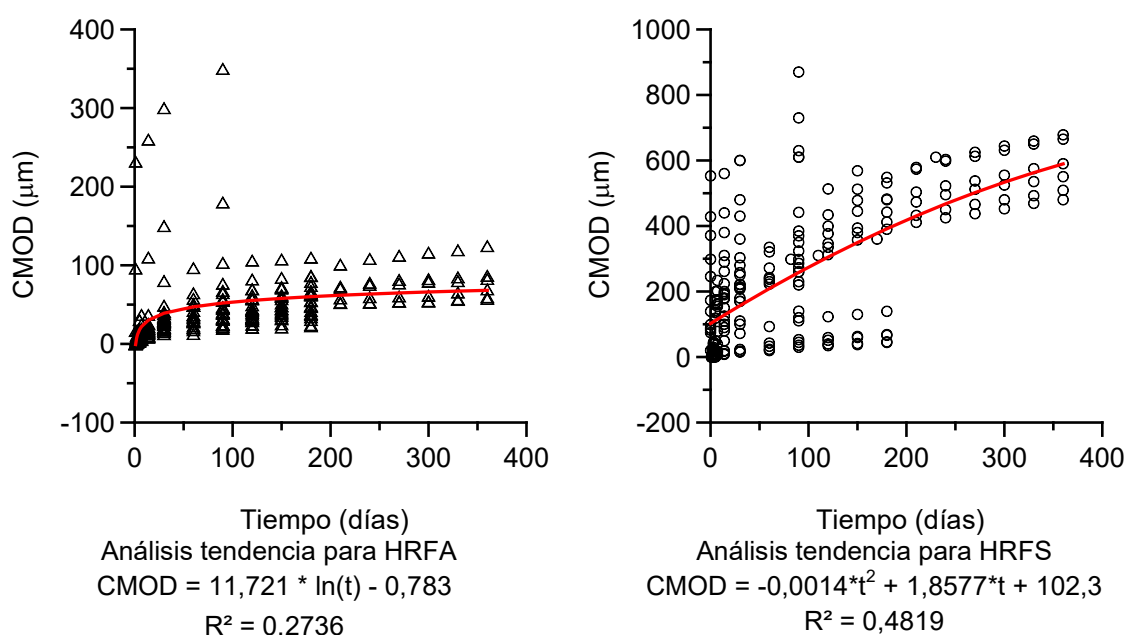 400
300
200
100
0
-100
CMOD (μm)
0 100 200 300 400
Tiempo (días)
Análisis tendencia para HRFA
CMOD = 11,721 * ln(t) - 0,783
R² = 0,2736
1000
800
600
400
200
0
-200
CMOD (μm)
0 100 200 300 400
Tiempo (días)
Análisis tendencia para HRFS
CMOD = -0,0014*t² + 1,8577*t + 102,3
R² = 0,4819